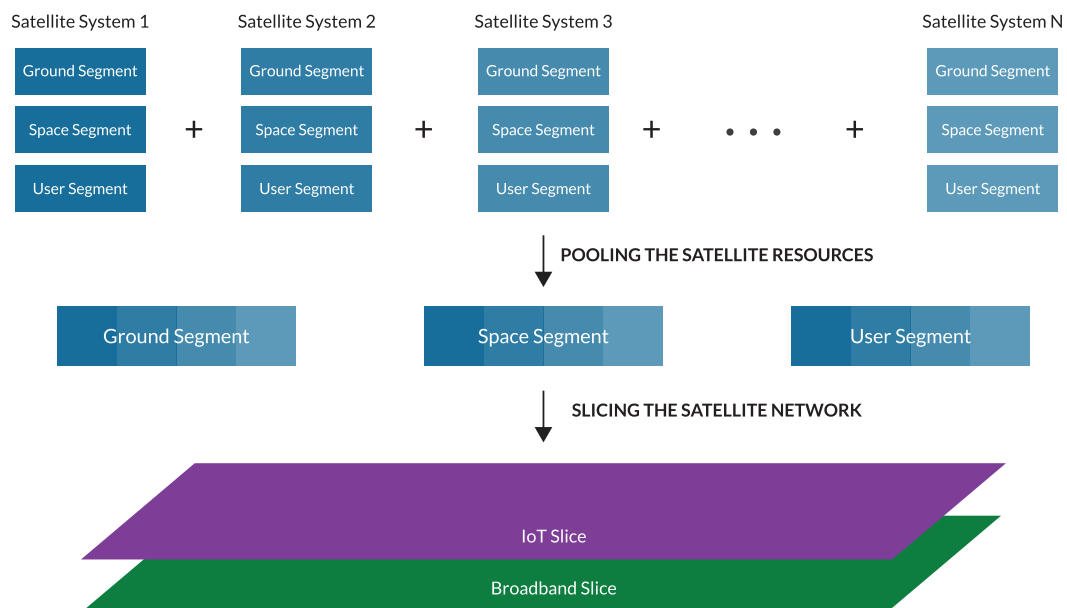 Satellite System 1
Satellite System 2
Satellite System 3
Satellite System N
Ground Segment
Ground Segment
Ground Segment
Ground Segment
Space Segment
+
Space Segment
+
Space Segment
+
• • •
+
Space Segment
User Segment
User Segment
User Segment
User Segment
POOLING THE SATELLITE RESOURCES
Ground Segment
Space Segment
User Segment
SLICING THE SATELLITE NETWORK
IoT Slice
Broadband Slice